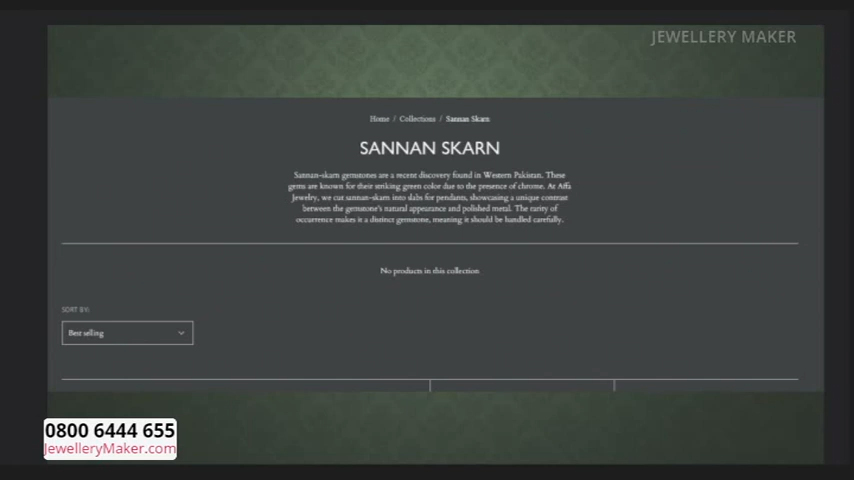 JEWELLERY MAKER
Home / Collections / Sannan Skarn
SANNAN SKARN
Sannan-skarn gemstones are a recent discovery found in Western Pakistan. These
gems are known for their striking green color due to the presence of chrome. At Affa
Jewelry, we cut sannan-skarn into slabs for pendants, showcasing a unique contrast
between the gemstone's natural appearance and polished metal. The rarity of
occurrence makes it a distinct gemstone, meaning it should be handled carefully.
No products in this collection
SORT BY:
Best selling
0800 6444 655
JewelleryMaker.com